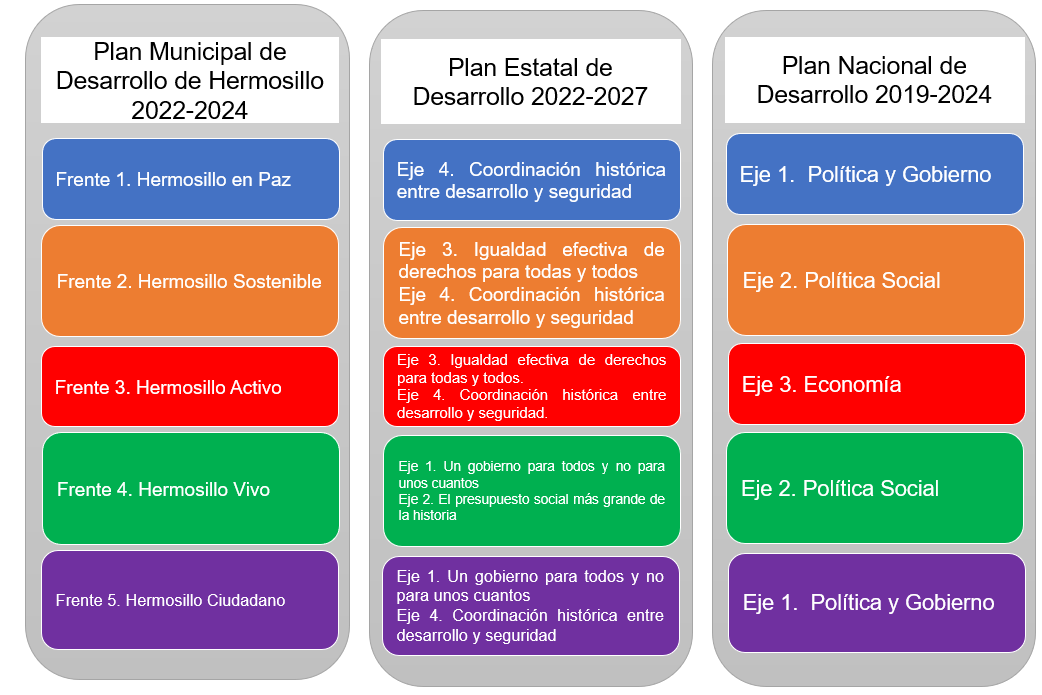 Plan Municipal de
Desarrollo de Hermosillo
2022-2024
Frente 1. Hermosillo en Paz
Frente 2. Hermosillo Sostenible
Frente 3. Hermosillo Activo
Frente 4. Hermosillo Vivo
Frente 5. Hermosillo Ciudadano
Plan Estatal de
Desarrollo 2022-2027
Eje 4. Coordinación histórica
entre desarrollo y seguridad
Eje 3. Igualdad efectiva de
derechos para todas y todos
Eje 4. Coordinación histórica
entre desarrollo y seguridad
Eje 3. Igualdad efectiva de derechos
para todas y todos.
Eje 4. Coordinación histórica entre
desarrollo y seguridad.
Eje 1. Un gobierno para todos y no para
unos cuantos
Eje 2. El presupuesto social más grande de
la historia
Eje 1. Un gobierno para todos y no
para unos cuantos
Eje 4. Coordinación histórica entre
desarrollo y seguridad
Plan Nacional de
Desarrollo 2019-2024
Eje 1. Política y Gobierno
Eje 2. Política Social
Eje 3. Economía
Eje 2. Política Social
Eje 1. Política y Gobierno